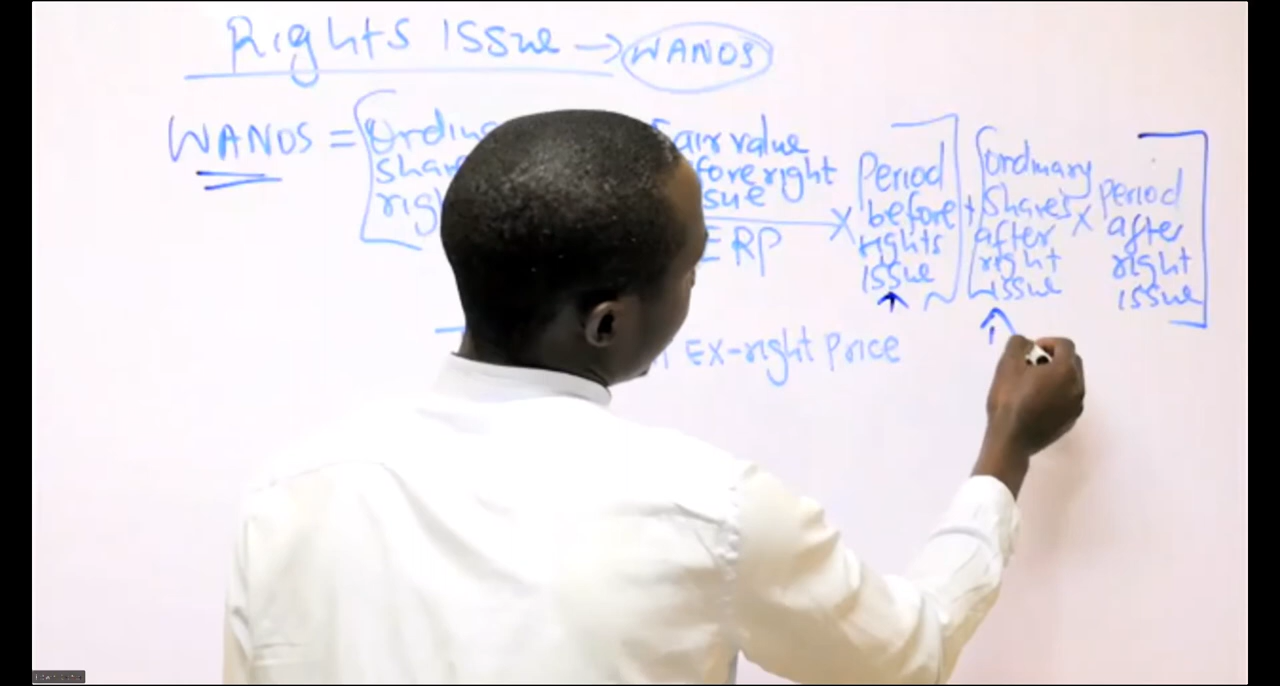 Rights Issue → WANOS
WANOS = [Ordin
share
righ
Fair value
before right
issue
ERP
× Period
before
rights
issue ] + [ordinary
Shares
after
right
issue × Period
after
right
issue ]
Ex-right Price